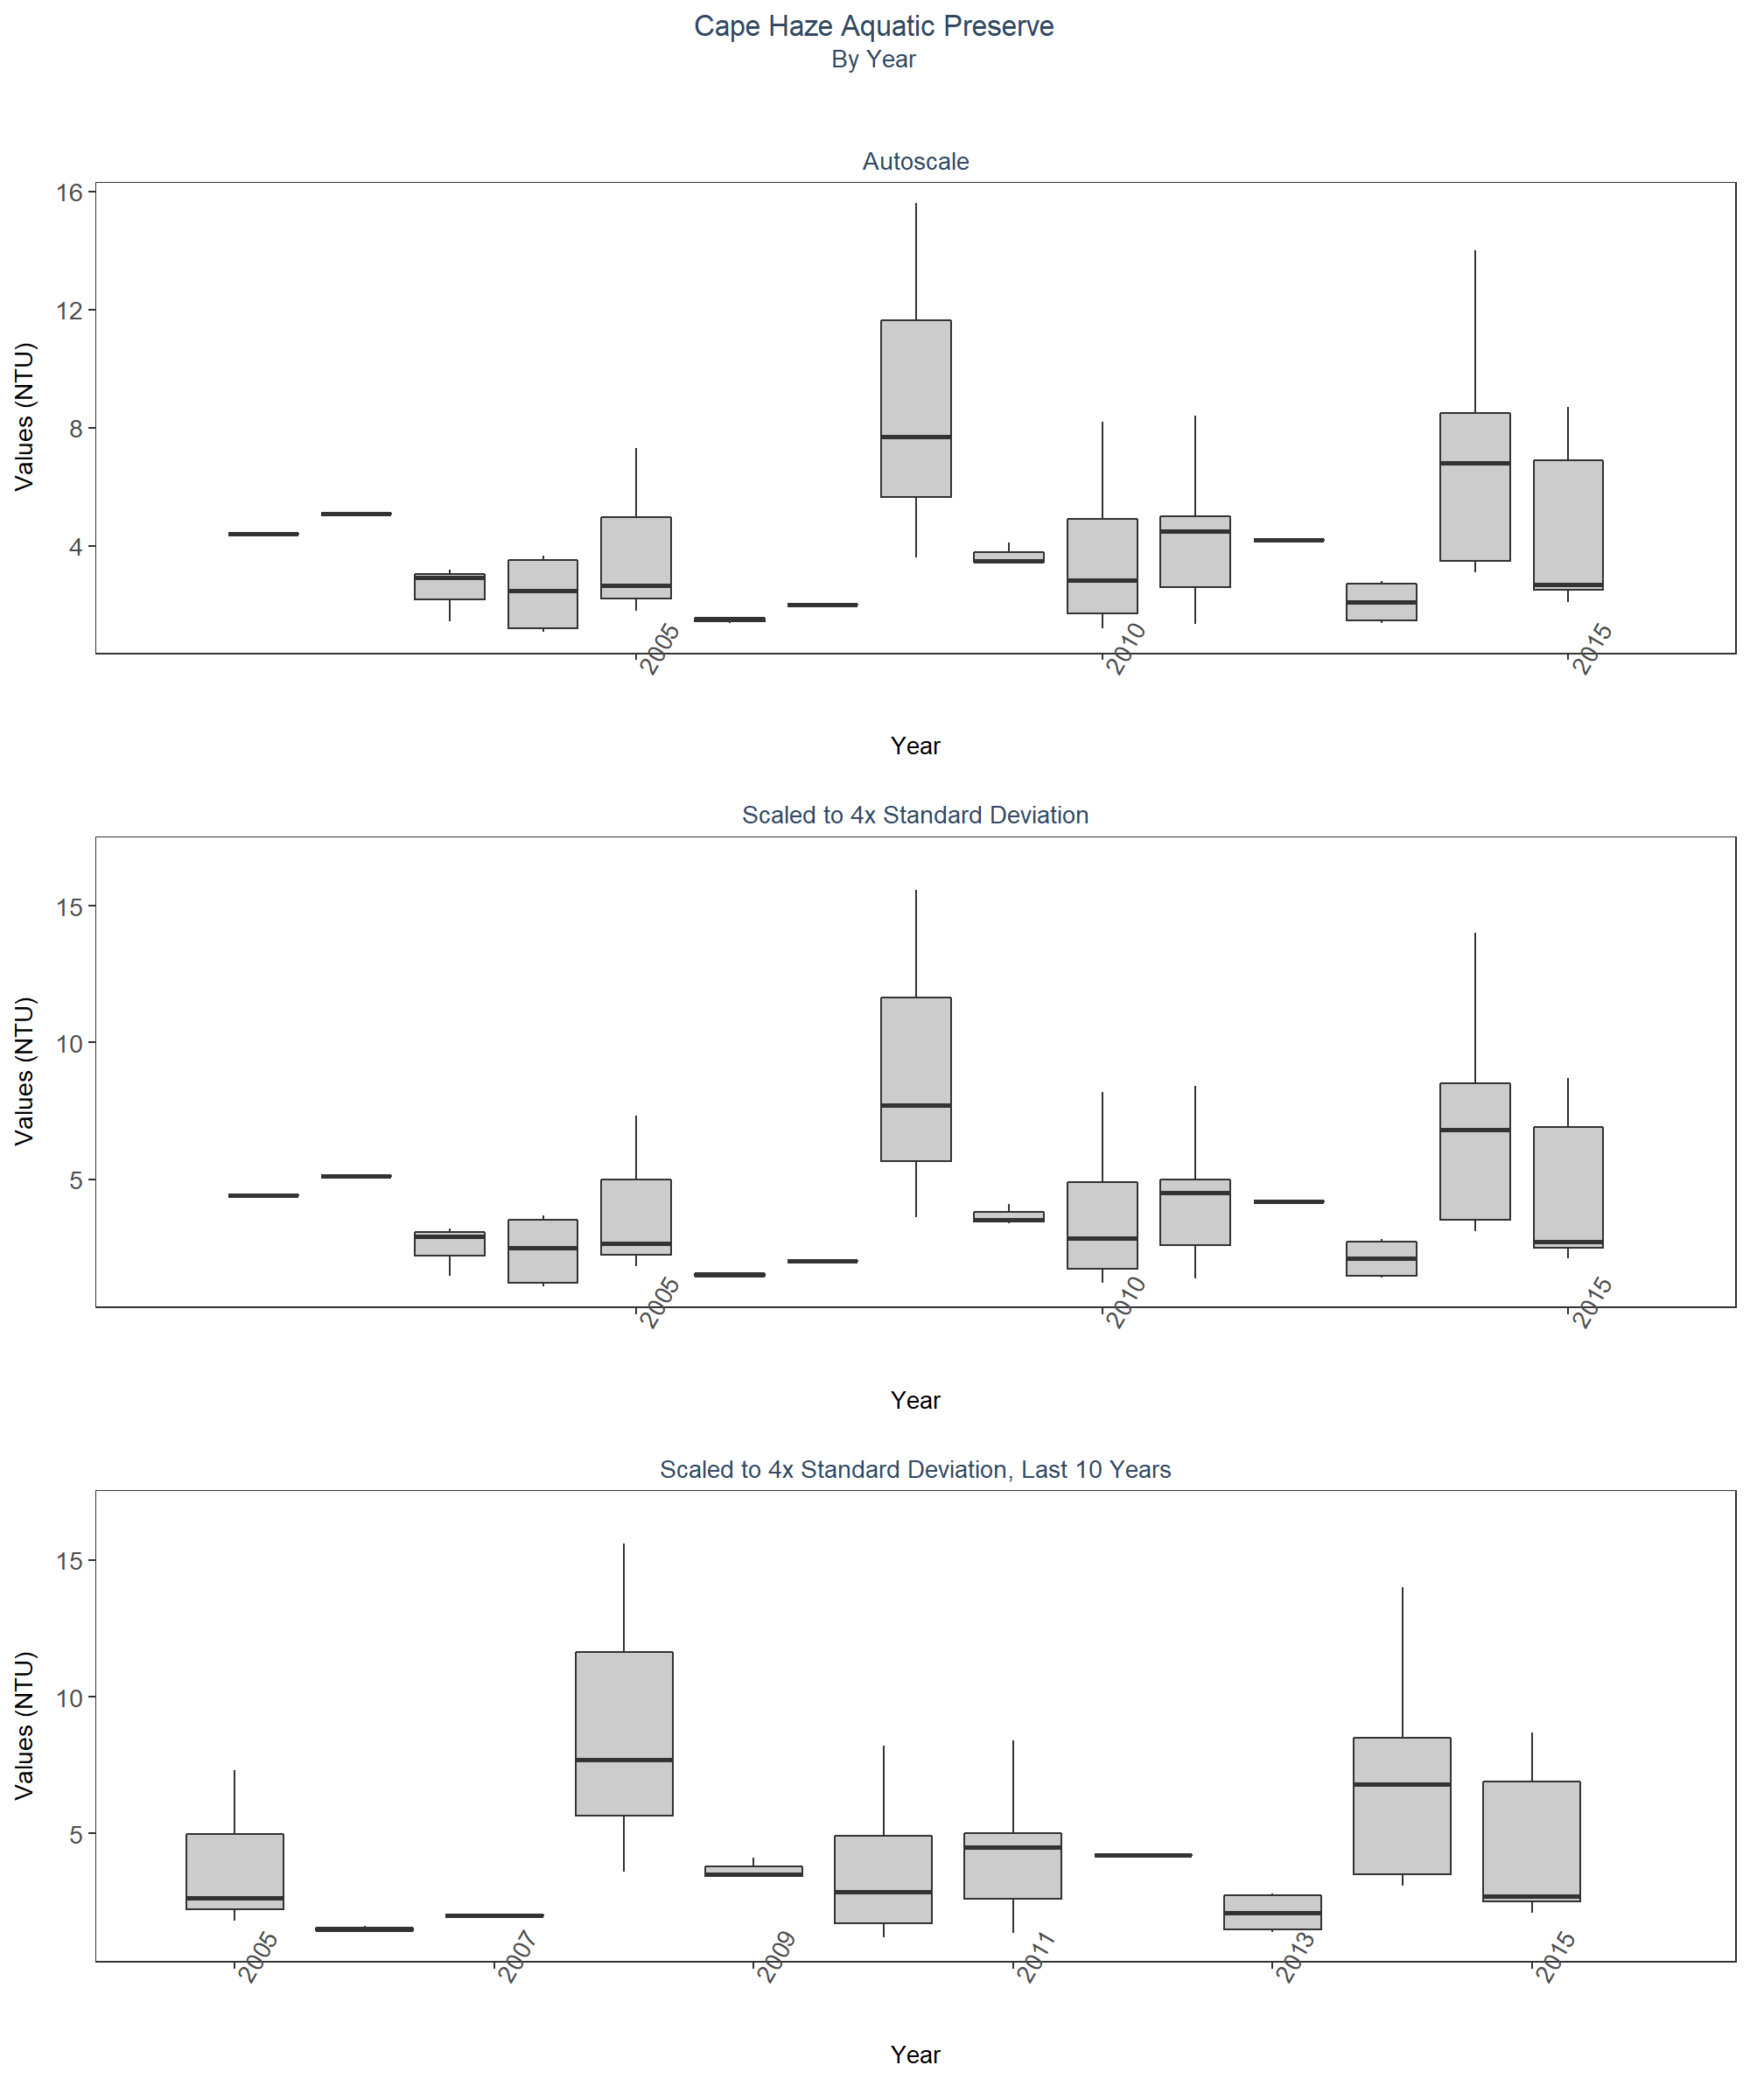 Cape Haze Aquatic Preserve
By Year
Autoscale
16
12
8
4
Values (NTU)
2005
2010
2015
Year
Scaled to 4x Standard Deviation
15
10
5
Values (NTU)
2005
2010
2015
Year
Scaled to 4x Standard Deviation, Last 10 Years
15
10
5
Values (NTU)
2005
2007
2009
2011
2013
2015
Year